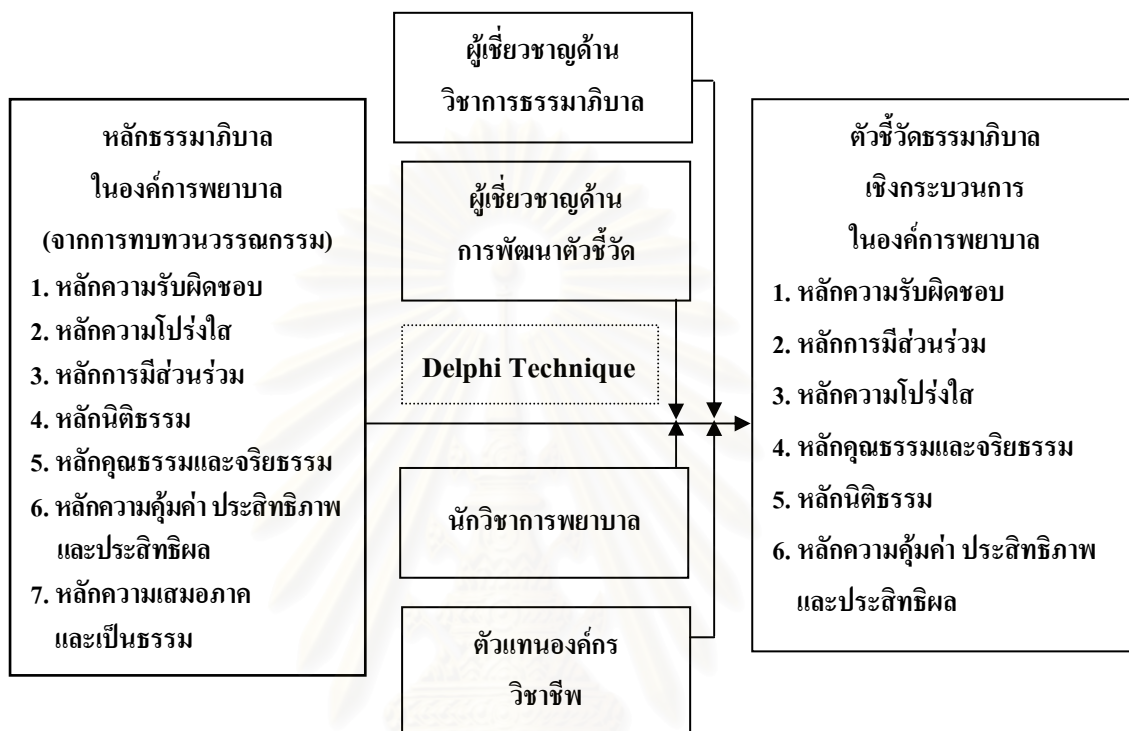 หลักธรรมาภิบาล
ในองค์การพยาบาล
(จากการทบทวนวรรณกรรม)
1. หลักความรับผิดชอบ
2. หลักความโปร่งใส
3. หลักการมีส่วนร่วม
4. หลักนิติธรรม
5. หลักคุณธรรมและจริยธรรม
6. หลักความคุ้มค่า ประสิทธิภาพ
และประสิทธิผล
7. หลักความเสมอภาค
และเป็นธรรม
ผู้เชี่ยวชาญด้าน
วิชาการธรรมาภิบาล
ผู้เชี่ยวชาญด้าน
การพัฒนาตัวชี้วัด
Delphi Technique
นักวิชาการพยาบาล
ตัวแทนองค์กร
วิชาชีพ
ตัวชี้วัดธรรมาภิบาล
เชิงกระบวนการ
ในองค์การพยาบาล
1. หลักความรับผิดชอบ
2. หลักการมีส่วนร่วม
3. หลักความโปร่งใส
4. หลักคุณธรรมและจริยธรรม
5. หลักนิติธรรม
6. หลักความคุ้มค่า ประสิทธิภาพ
และประสิทธิผล